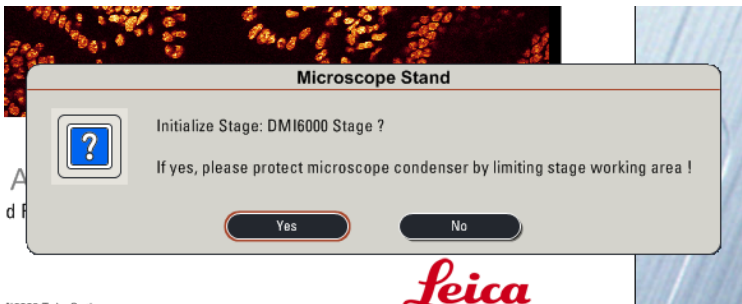 Microscope Stand
Initialize Stage: DMI6000 Stage ?
If yes, please protect microscope condenser by limiting stage working area !
A
d F
Yes
No
Leica